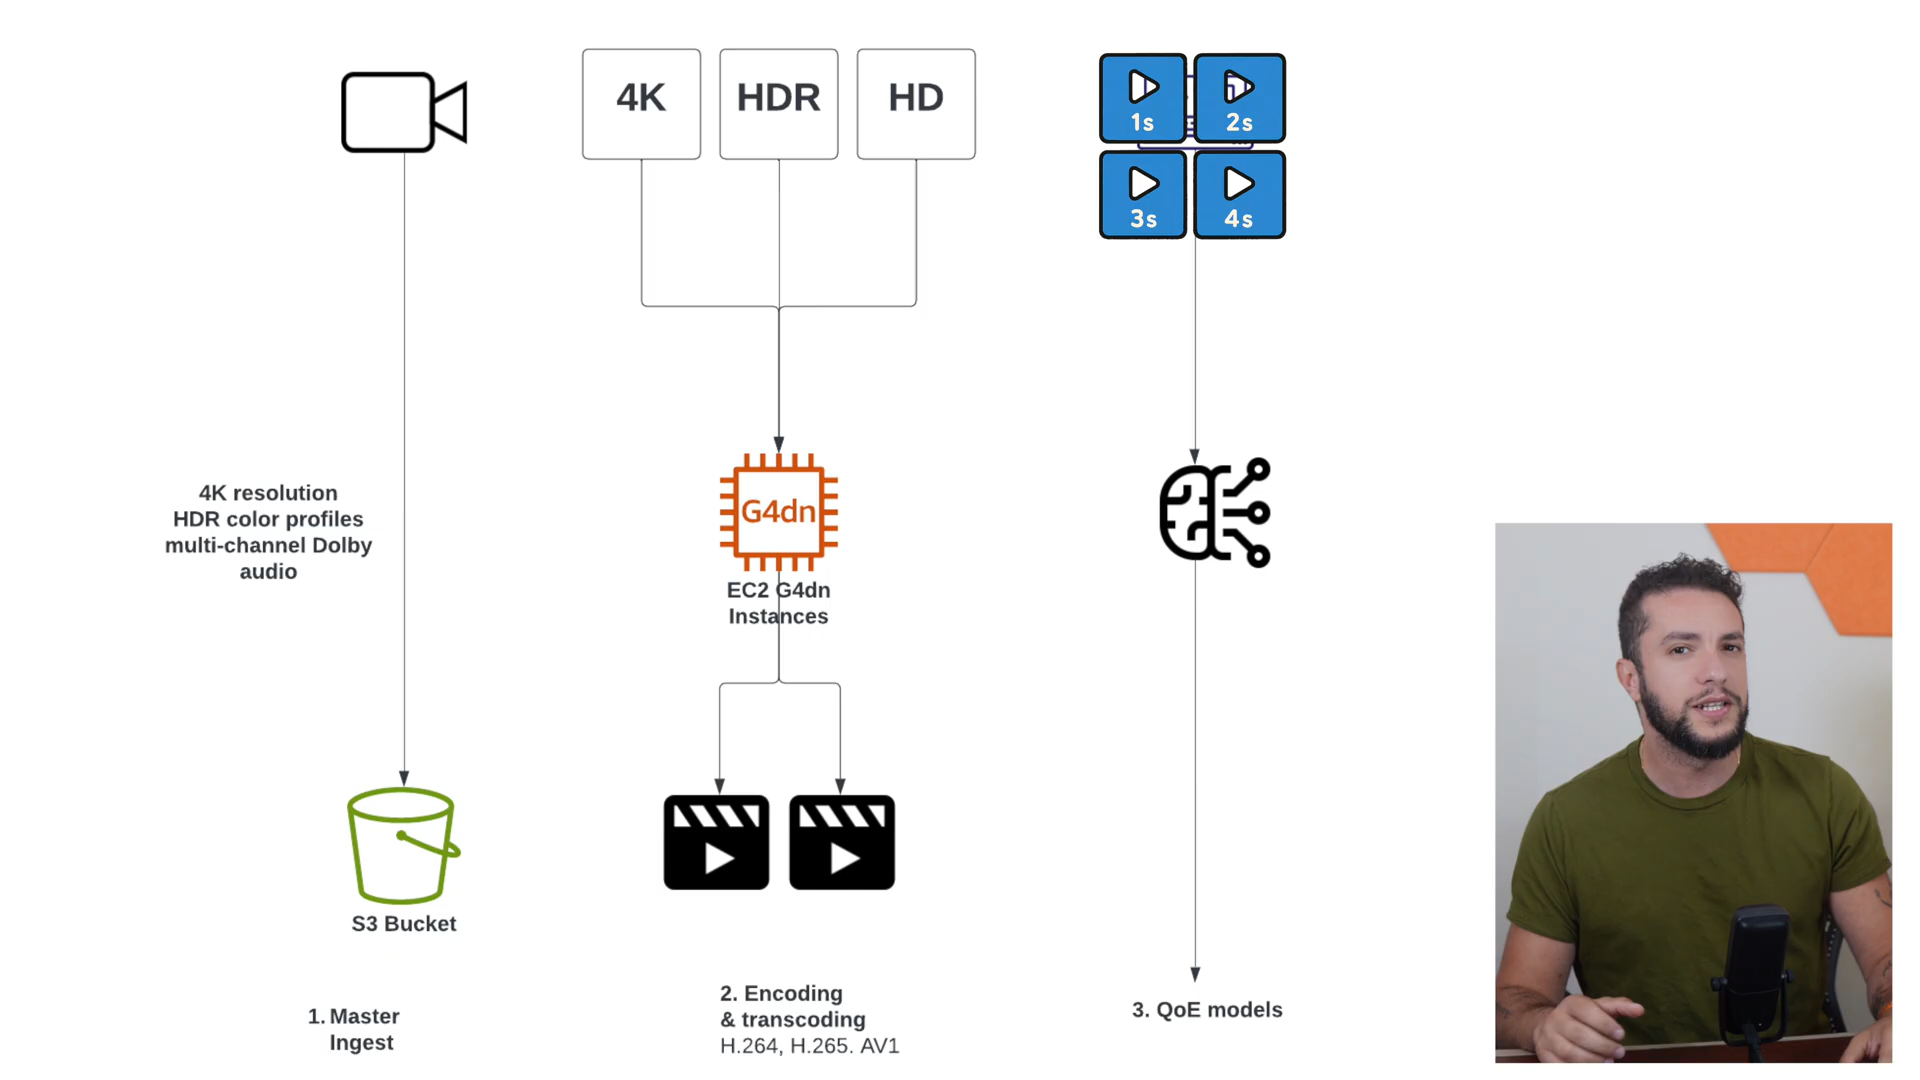 4K
HDR
HD
1s
2s
3s
4s
4K resolution
HDR color profiles
multi-channel Dolby
audio
G4dn
EC2 G4dn
Instances
S3 Bucket
1. Master
Ingest
2. Encoding
& transcoding
H.264, H.265. AV1
3. QoE models